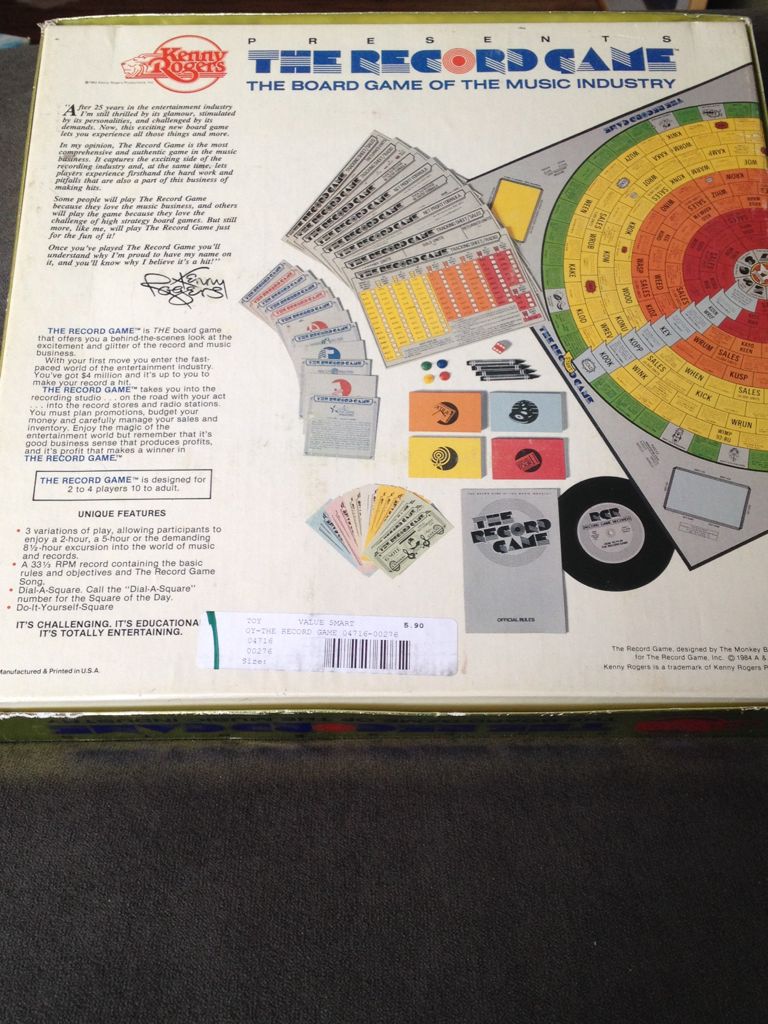 Kenny
Rogers
PRESENTS
THE RECORD GAME™
THE BOARD GAME OF THE MUSIC INDUSTRY
"After 25 years in the entertainment industry
I'm still thrilled by its glamour, stimulated
by its personalities, and challenged by its
demands. Now, this exciting new board game
lets you experience all those things and more.
In my opinion, The Record Game is the most
comprehensive and authentic game in the music
business. It captures the exciting side of the
recording industry and, at the same time, lets
players experience firsthand the hard work and
pitfalls that are also a part of this business of
making hits.
Some people will play The Record Game
because they love the music business, and others
will play the game because they love the
challenge of high strategy board games. But still
more, like me, will play The Record Game just
for the fun of it!
Once you've played The Record Game you'll
understand why I'm proud to have my name on
it, and you'll know why I believe it's a hit!"
Kenny
Rogers
THE RECORD GAME™ is THE board game
that offers you a behind-the-scenes look at the
excitement and glitter of the record and music
business.
With your first move you enter the fast-
paced world of the entertainment industry.
You've got $4 million and it's up to you to
make your record a hit.
THE RECORD GAME™ takes you into the
recording studio . . . on the road with your act
. . . into the record stores and radio stations.
You must plan promotions, budget your
money and carefully manage your sales and
inventory. Enjoy the magic of the
entertainment world but remember that it's
good business sense that produces profits,
and it's profit that makes a winner in
THE RECORD GAME.™
THE RECORD GAME™ is designed for
2 to 4 players 10 to adult.
UNIQUE FEATURES
• 3 variations of play, allowing participants to
enjoy a 2-hour, a 5-hour or the demanding
8½-hour excursion into the world of music
and records.
• A 33⅓ RPM record containing the basic
rules and objectives and The Record Game
Song.
• Dial-A-Square. Call the "Dial-A-Square"
number for the Square of the Day.
• Do-It-Yourself-Square
IT'S CHALLENGING. IT'S EDUCATIONA
IT'S TOTALLY ENTERTAINING.
Manufactured & Printed in U.S.A.
TOY VALUE SMART 5.90
OY-THE RECORD GAME 04716-00276
04716
00276
Size:
THE
RECORD
GAME
OFFICIAL RULES
RGR
RECORD GAME RECORDS
THE RECORD GAME
SALES
WRUN
KICK
WHEN
WINK
KUSP
WRUM
KOOK
KUPP
KLOD
WREV
KAKE
WEEN
The Record Game, designed by The Monkey B
for The Record Game, Inc. © 1984 A &
Kenny Rogers is a trademark of Kenny Rogers P